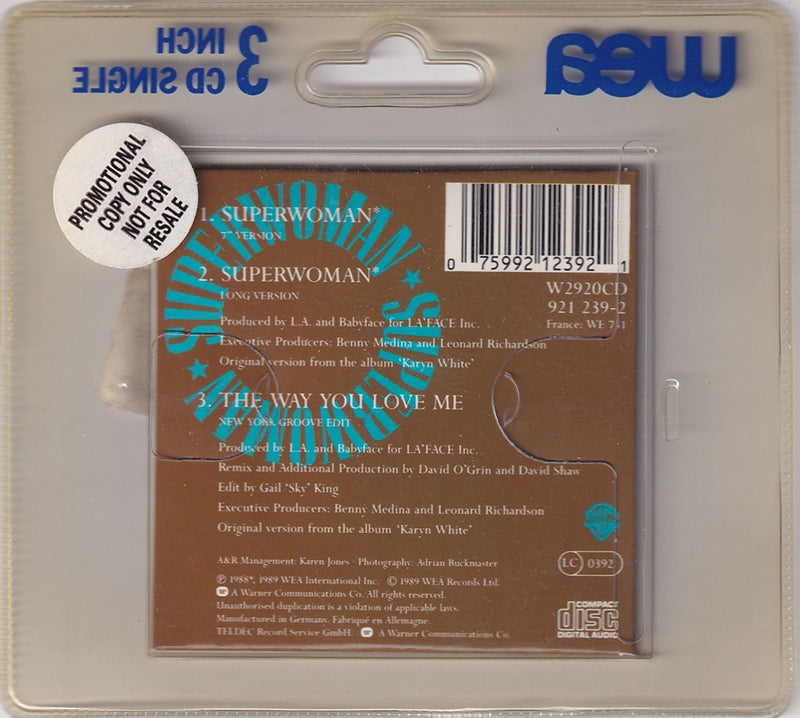 3 INCH
CD SINGLE
wea
PROMOTIONAL
COPY ONLY
NOT FOR
RESALE
SUPERWOMAN ★ SUPERWOMAN ★ SUPERWOMAN
1. SUPERWOMAN*
7" VERSION
2. SUPERWOMAN*
LONG VERSION
Produced by L.A. and Babyface for LA'FACE Inc.
Executive Producers: Benny Medina and Leonard Richardson
Original version from the album 'Karyn White'
0 75992 12392 1
W2920CD
921 239-2
France: WE 751
3. THE WAY YOU LOVE ME
NEW YORK GROOVE EDIT
Produced by L.A. and Babyface for LA'FACE Inc.
Remix and Additional Production by David O'Grin and David Shaw
Edit by Gail 'Sky' King
Executive Producers: Benny Medina and Leonard Richardson
Original version from the album 'Karyn White'
A&R Management: Karen Jones · Photography: Adrian Buckmaster
℗ 1988*, 1989 WEA International Inc. © 1989 WEA Records Ltd.
A Warner Communications Co. All rights reserved.
Unauthorised duplication is a violation of applicable laws.
Manufactured in Germany. Fabriqué en Allemagne.
TELDEC Record Service GmbH. A Warner Communications Co.
LC 0392
COMPACT
disc
DIGITAL AUDIO